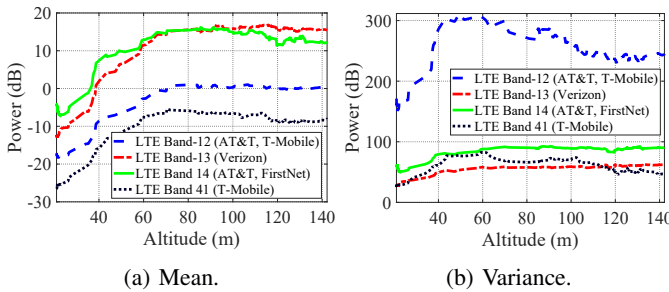 20
10
0
-10
-20
-30
Power (dB)
LTE Band-12 (AT&T, T-Mobile)
LTE Band-13 (Verizon)
LTE Band 14 (AT&T, FirstNet)
LTE Band 41 (T-Mobile)
40 60 80 100 120 140
Altitude (m)
(a) Mean.
300
200
100
0
Power (dB)
LTE Band-12 (AT&T, T-Mobile)
LTE Band-13 (Verizon)
LTE Band 14 (AT&T, FirstNet)
LTE Band 41 (T-Mobile)
40 60 80 100 120 140
Altitude (m)
(b) Variance.